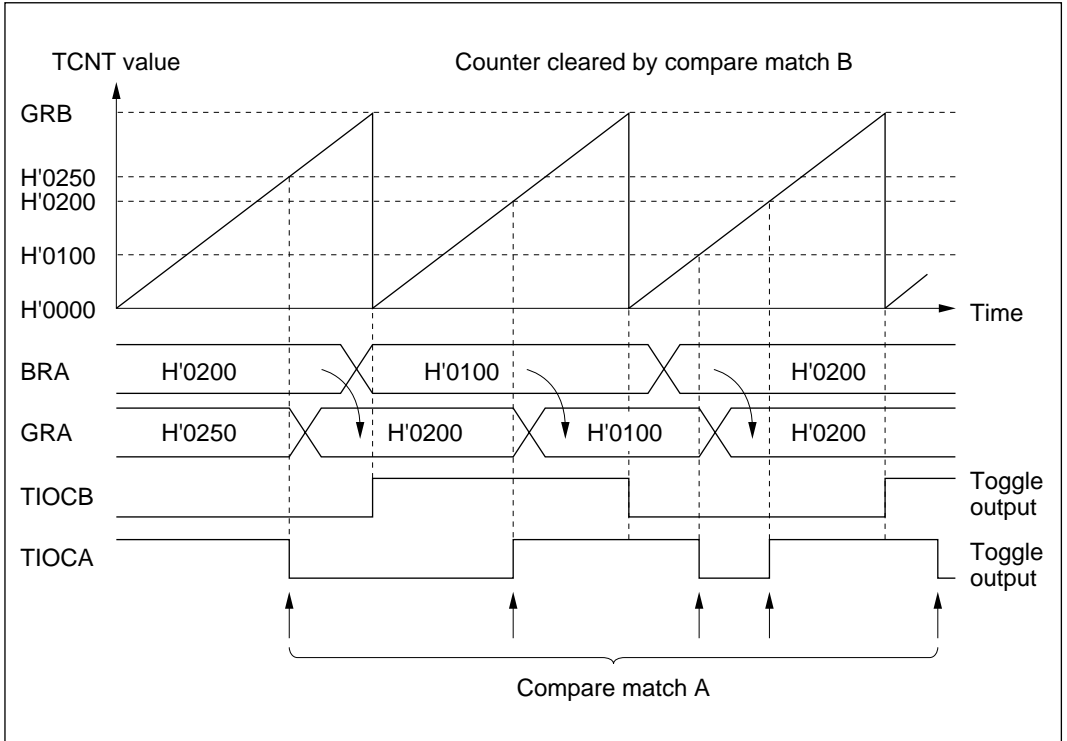 TCNT value
Counter cleared by compare match B
GRB
H'0250
H'0200
H'0100
H'0000
Time
BRA
H'0200
H'0100
H'0200
GRA
H'0250
H'0200
H'0100
H'0200
TIOCB
Toggle
output
TIOCA
Toggle
output
Compare match A